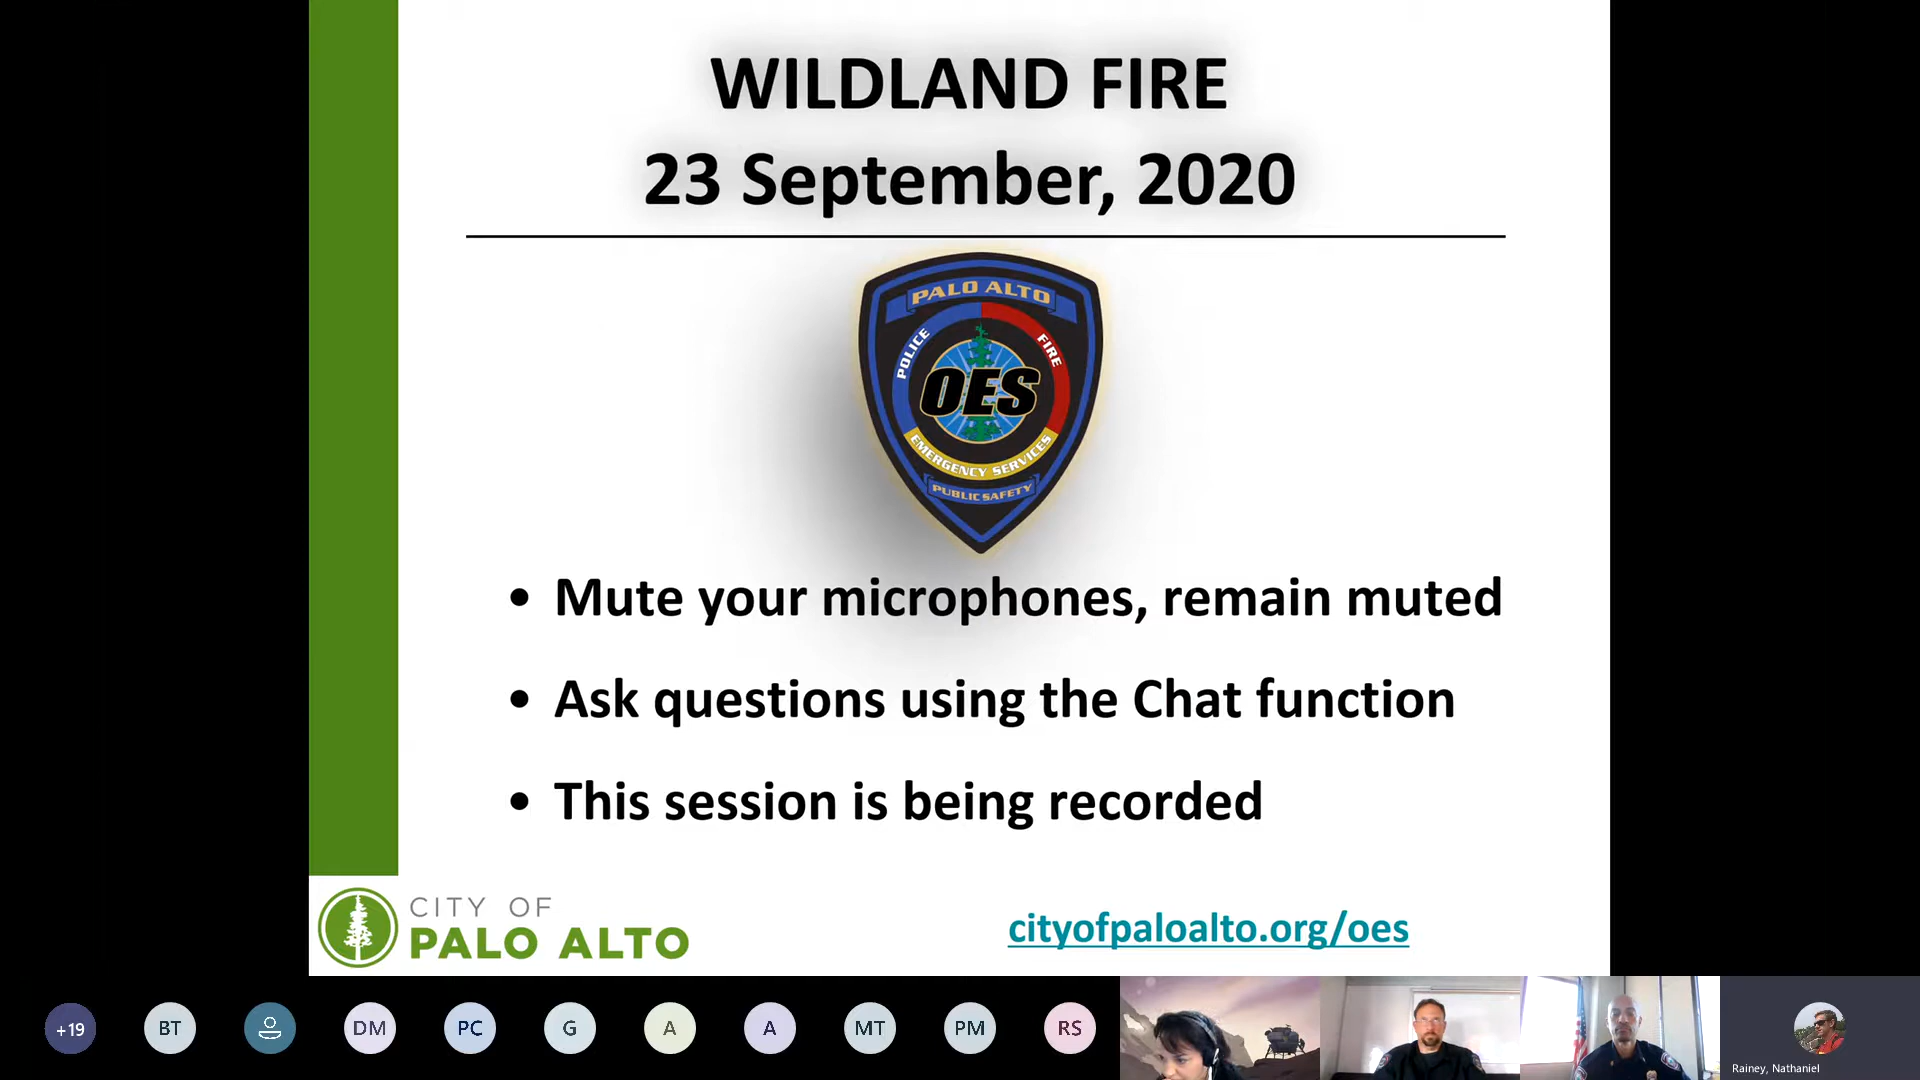 WILDLAND FIRE
23 September, 2020
PALO ALTO
POLICE
FIRE
OES
EMERGENCY SERVICES
PUBLIC SAFETY
• Mute your microphones, remain muted
• Ask questions using the Chat function
• This session is being recorded
CITY OF
PALO ALTO
cityofpaloalto.org/oes
+19
BT
DM
PC
G
A
A
MT
PM
RS
Rainey, Nathaniel